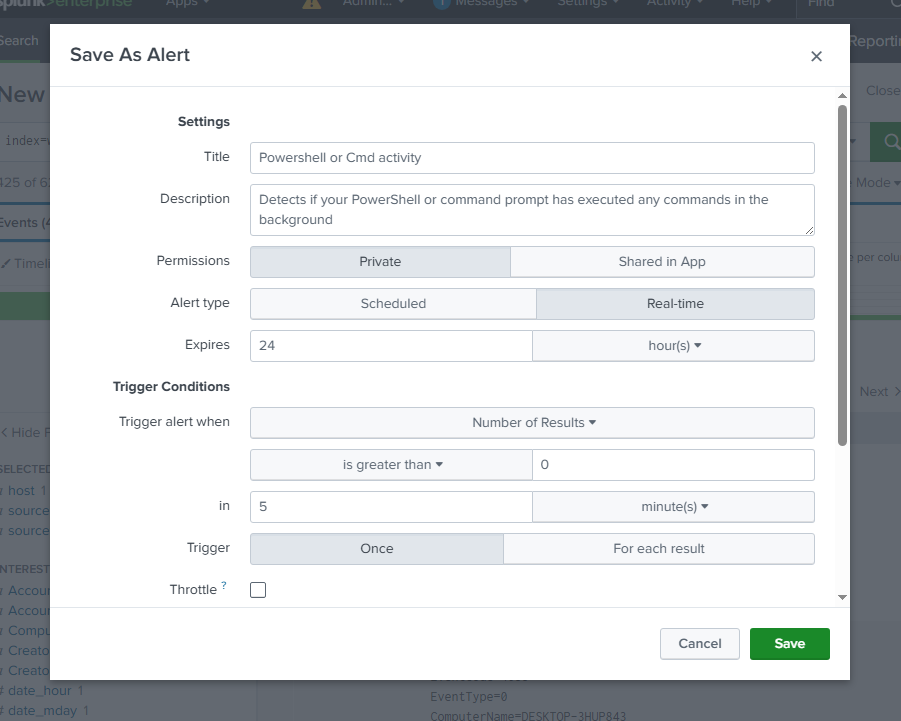 splunk>enterprise Apps Admin... Messages Settings Activity Help Find
Search
Reporti
Save As Alert
New
Close
index=w
425 of 6
Mode
Events (4
Timeli
per colu
Next
Hide F
SELECTED
host 1
source
source
INTEREST
Accou
Accou
Compu
Creato
Creato
date_hour 1
date_mday 1
Settings
Title
Powershell or Cmd activity
Description
Detects if your PowerShell or command prompt has executed any commands in the
background
Permissions
Private
Shared in App
Alert type
Scheduled
Real-time
Expires
24
hour(s)
Trigger Conditions
Trigger alert when
Number of Results
is greater than
0
in
5
minute(s)
Trigger
Once
For each result
Throttle ?
Cancel
Save
EventType=0
ComputerName=DESKTOP-3HUP843